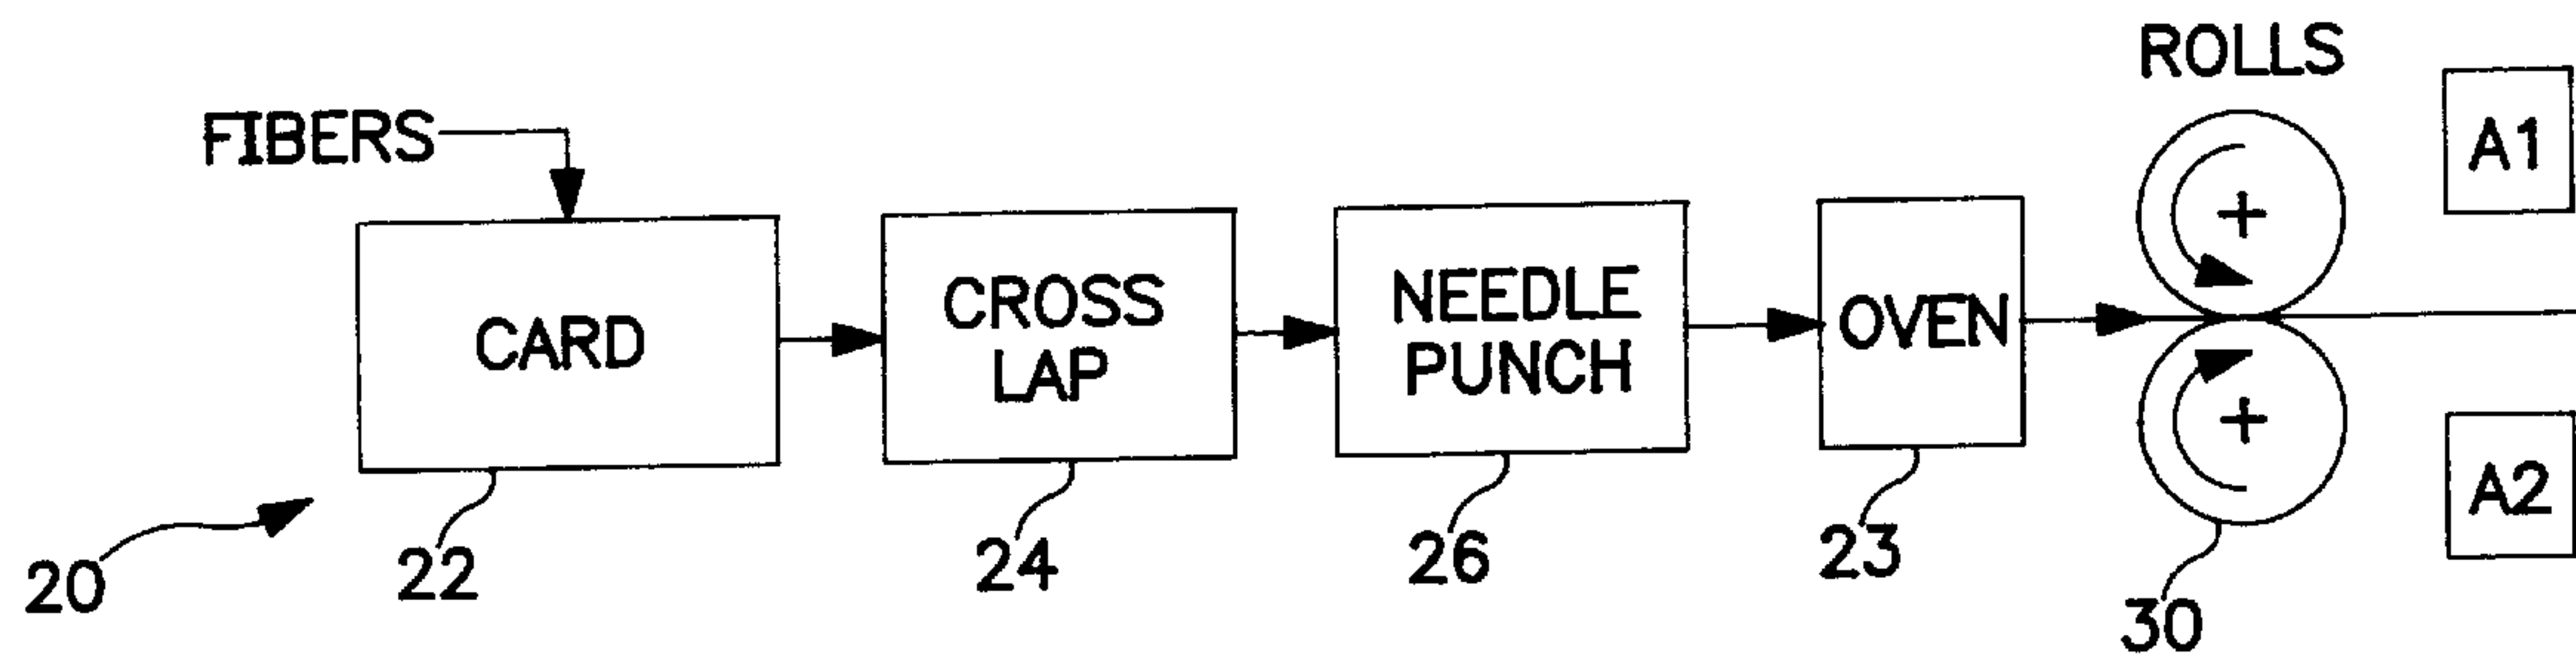 ROLLS
FIBERS
A1
CARD
CROSS
LAP
NEEDLE
PUNCH
OVEN
A2
20
22
24
26
23
30